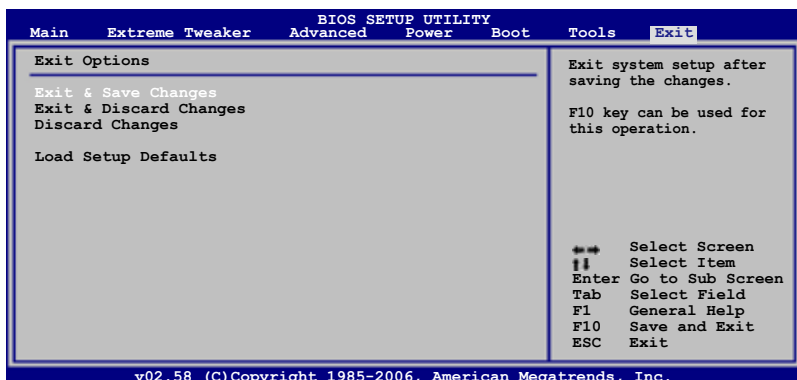 BIOS SETUP UTILITY
Main Extreme Tweaker Advanced Power Boot Tools Exit
Exit Options
Exit & Save Changes
Exit & Discard Changes
Discard Changes
Load Setup Defaults
Exit system setup after
saving the changes.
F10 key can be used for
this operation.
←→ Select Screen
↑↓ Select Item
Enter Go to Sub Screen
Tab Select Field
F1 General Help
F10 Save and Exit
ESC Exit
v02.58 (C)Copyright 1985-2006, American Megatrends, Inc.